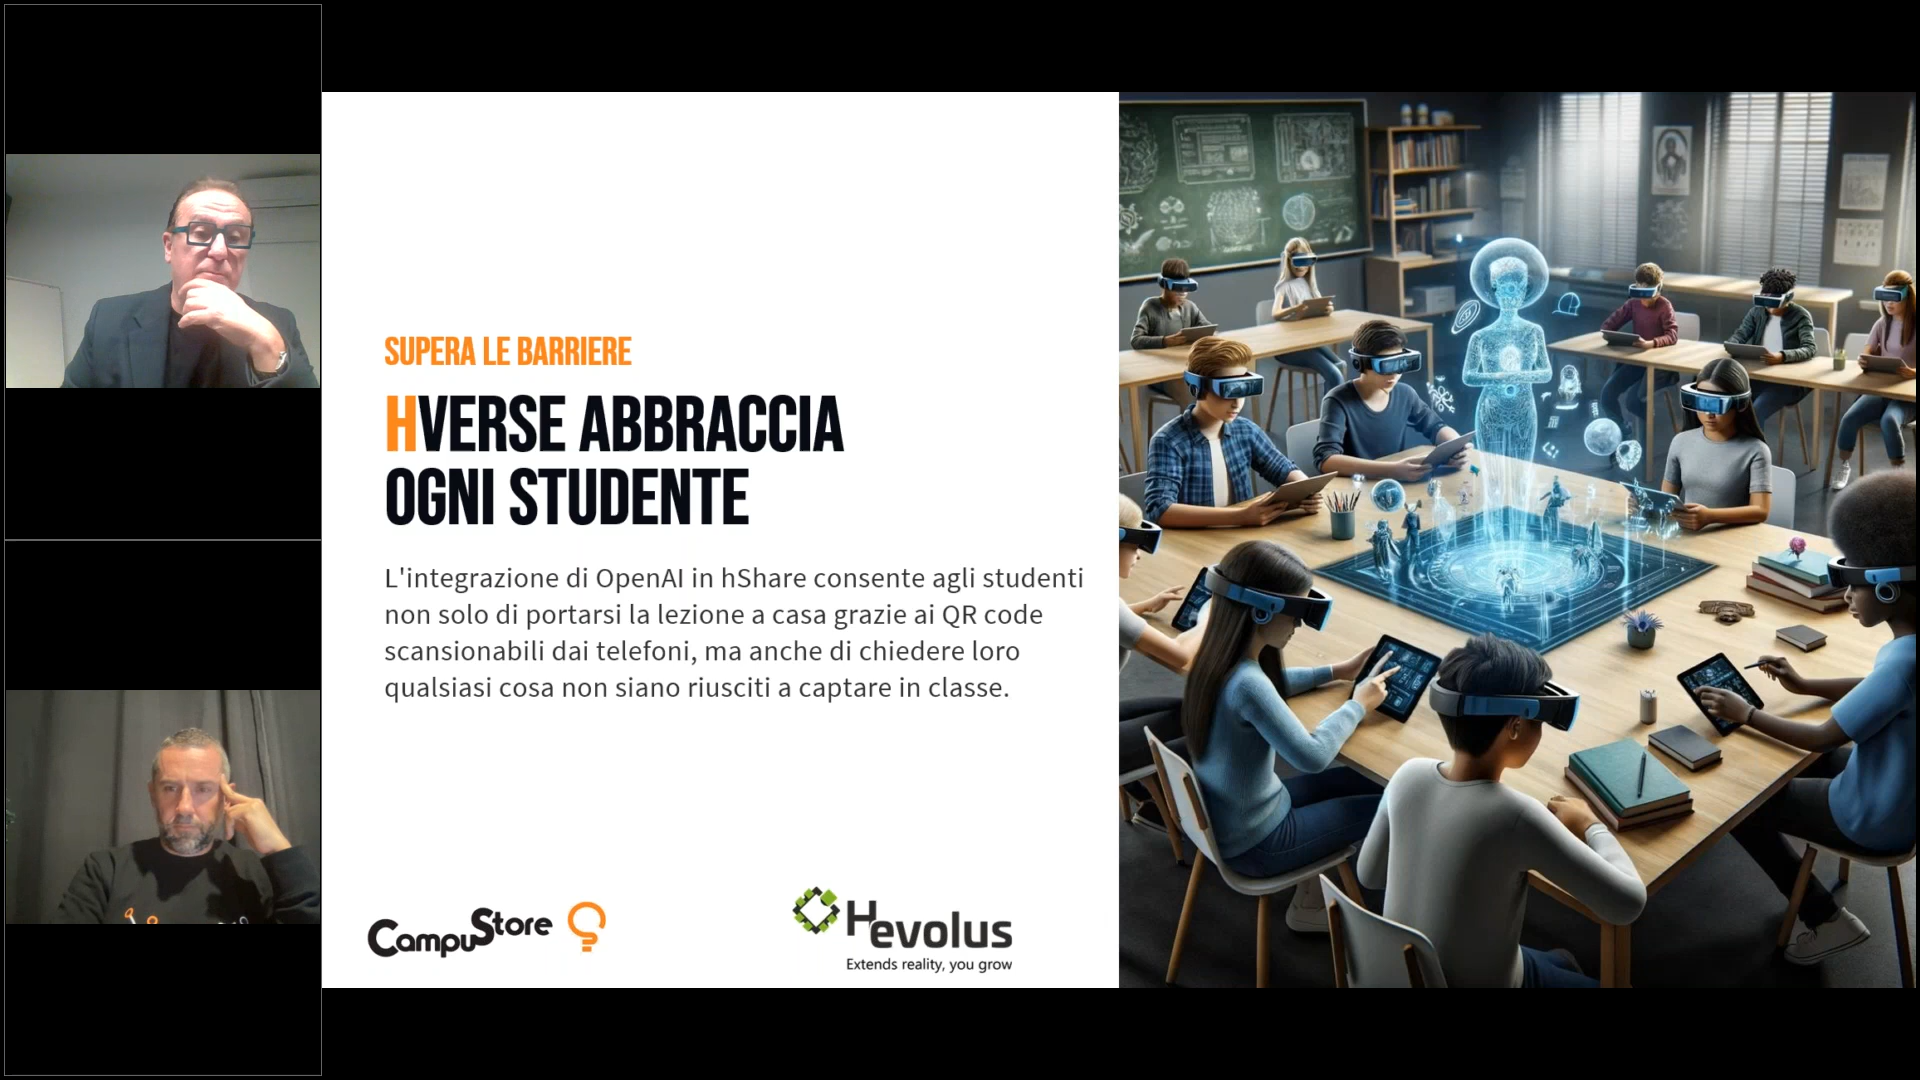 SUPERA LE BARRIERE
HVERSE ABBRACCIA
OGNI STUDENTE
L'integrazione di OpenAI in hShare consente agli studenti
non solo di portarsi la lezione a casa grazie ai QR code
scansionabili dai telefoni, ma anche di chiedere loro
qualsiasi cosa non siano riusciti a captare in classe.
CampuStore
Hevolus
Extends reality, you grow